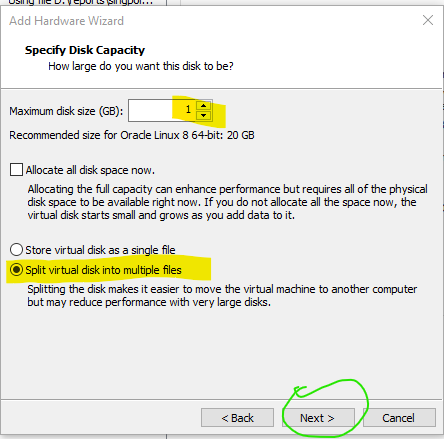 Using file D:\reports\singpor...
Add Hardware Wizard
Specify Disk Capacity
How large do you want this disk to be?
Maximum disk size (GB): 1
Recommended size for Oracle Linux 8 64-bit: 20 GB
Allocate all disk space now.
Allocating the full capacity can enhance performance but requires all of the physical
disk space to be available right now. If you do not allocate all the space now, the
virtual disk starts small and grows as you add data to it.
Store virtual disk as a single file
Split virtual disk into multiple files
Splitting the disk makes it easier to move the virtual machine to another computer
but may reduce performance with very large disks.
< Back Next > Cancel